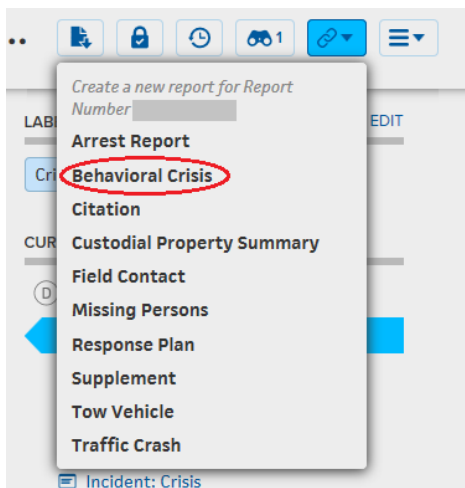 1
Create a new report for Report
Number
LAB
EDIT
Arrest Report
Cri
Behavioral Crisis
Citation
CUR
Custodial Property Summary
Field Contact
D
Missing Persons
Response Plan
Supplement
Tow Vehicle
Traffic Crash
Incident: Crisis